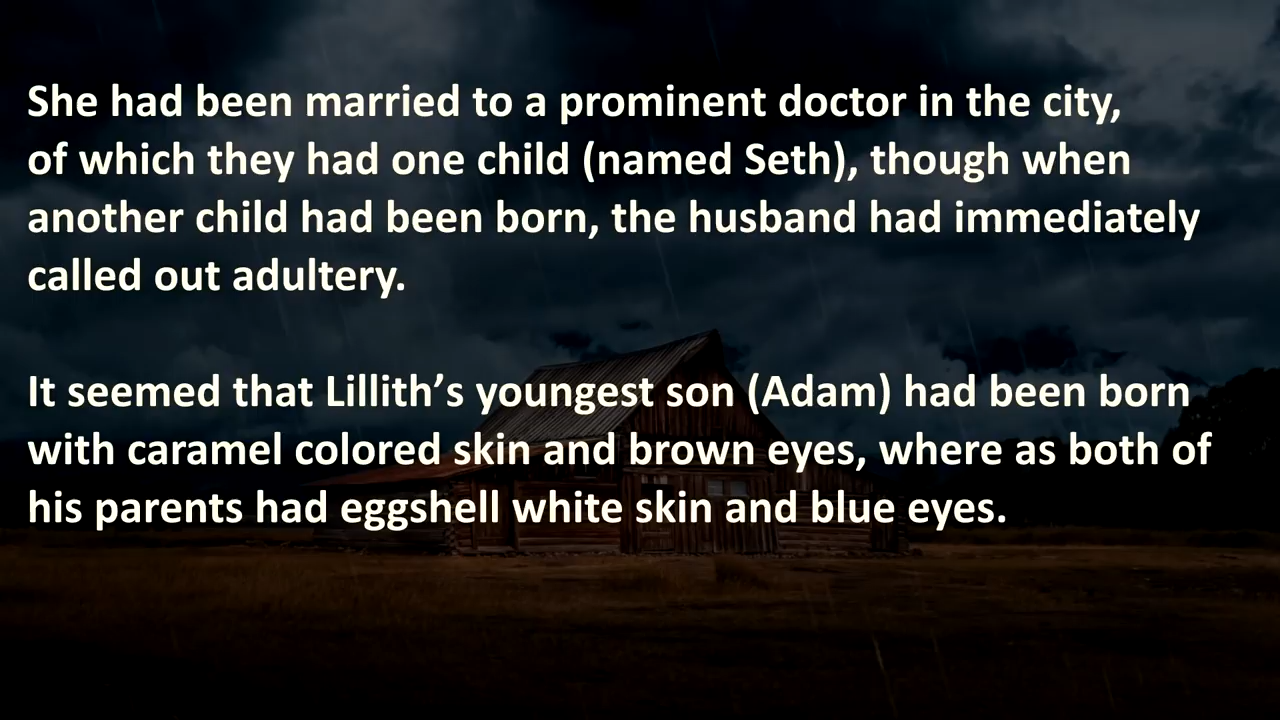 She had been married to a prominent doctor in the city,
of which they had one child (named Seth), though when
another child had been born, the husband had immediately
called out adultery.
It seemed that Lillith’s youngest son (Adam) had been born
with caramel colored skin and brown eyes, where as both of
his parents had eggshell white skin and blue eyes.